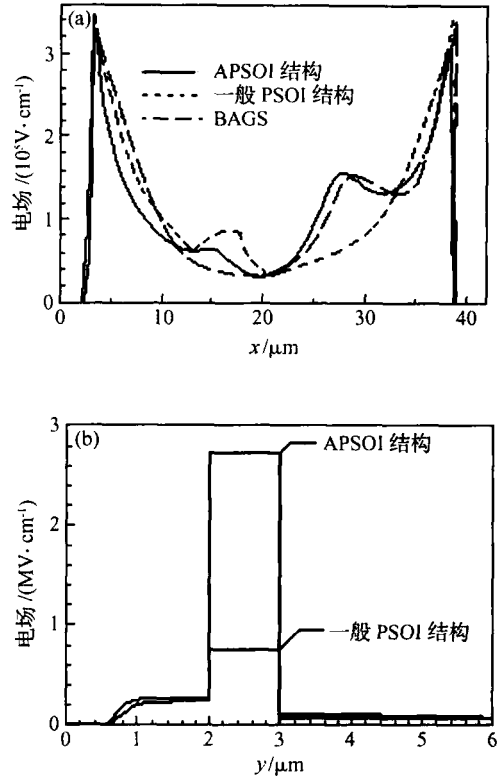 (a)
3
2
1
0
电场/(10⁵V·cm⁻¹)
APSOI 结构
一般 PSOI 结构
BAGS
0 10 20 30 40
x/μm
(b)
3
2
1
0
电场/(MV·cm⁻¹)
APSOI 结构
一般 PSOI 结构
0 1 2 3 4 5 6
y/μm